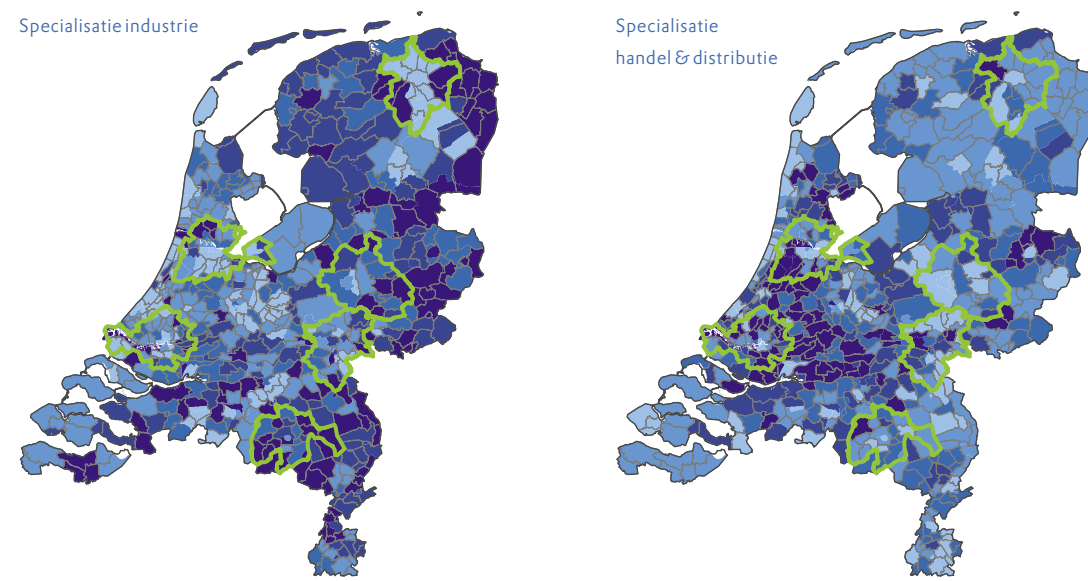 Specialisatie industrie
Specialisatie
handel & distributie